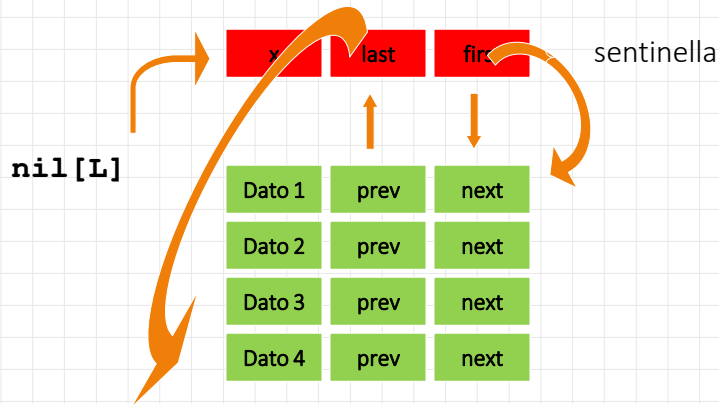 x last first sentinella
nil[L]
Dato 1 prev next
Dato 2 prev next
Dato 3 prev next
Dato 4 prev next